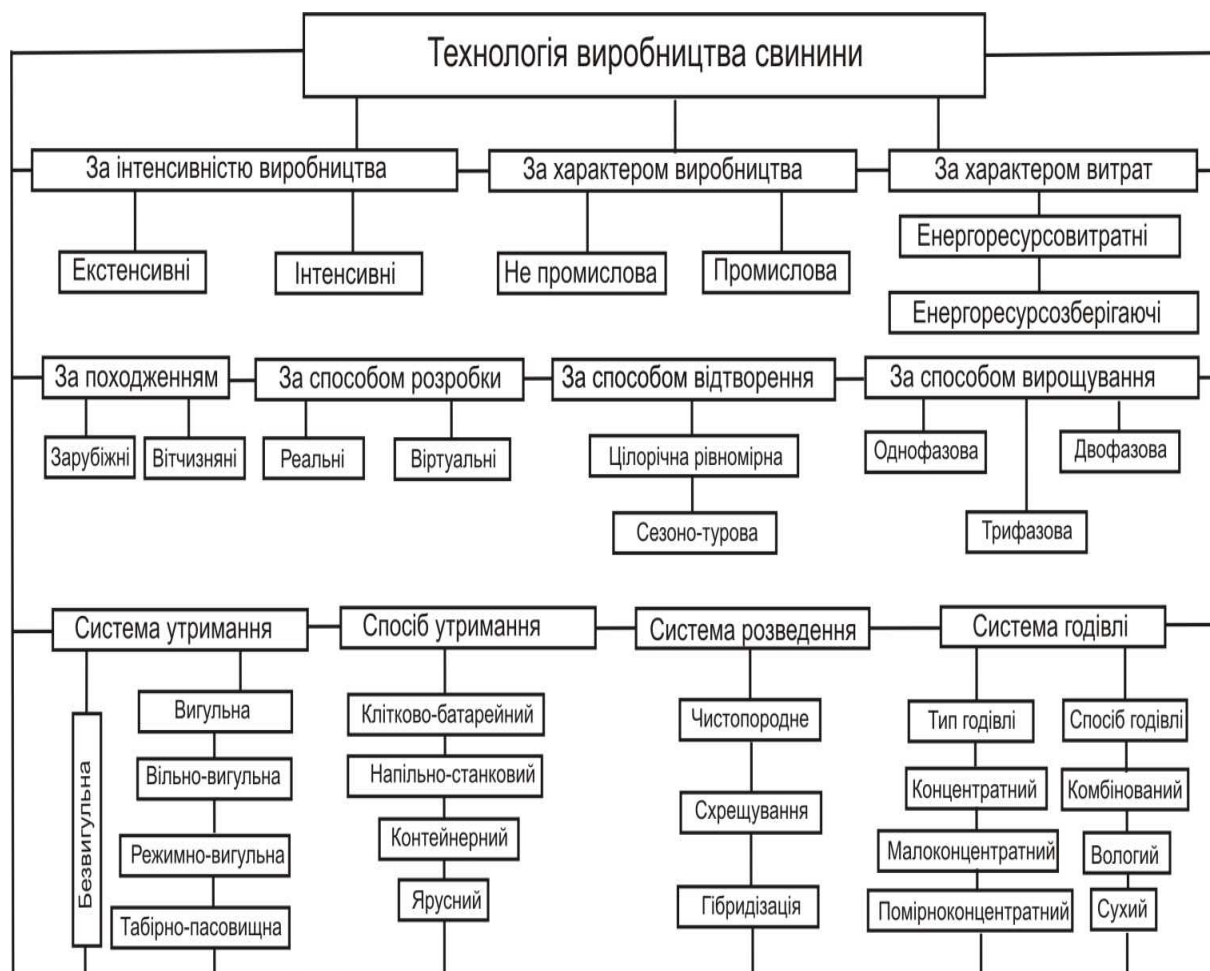 Технологія виробництва свинини
За інтенсивністю виробництва
За характером виробництва
За характером витрат
Екстенсивні
Інтенсивні
Не промислова
Промислова
Енергоресурсовитратні
Енергоресурсозберігаючі
За походженням
За способом розробки
За способом відтворення
За способом вирощування
Зарубіжні
Вітчизняні
Реальні
Віртуальні
Цілорічна рівномірна
Сезоно-турова
Однофазова
Двофазова
Трифазова
Система утримання
Спосіб утримання
Система розведення
Система годівлі
Безвигульна
Вигульна
Вільно-вигульна
Режимно-вигульна
Табірно-пасовищна
Клітково-батарейний
Напільно-станковий
Контейнерний
Ярусний
Чистопородне
Схрещування
Гібридізація
Тип годівлі
Концентратний
Малоконцентратний
Помірноконцентратний
Спосіб годівлі
Комбінований
Вологий
Сухий